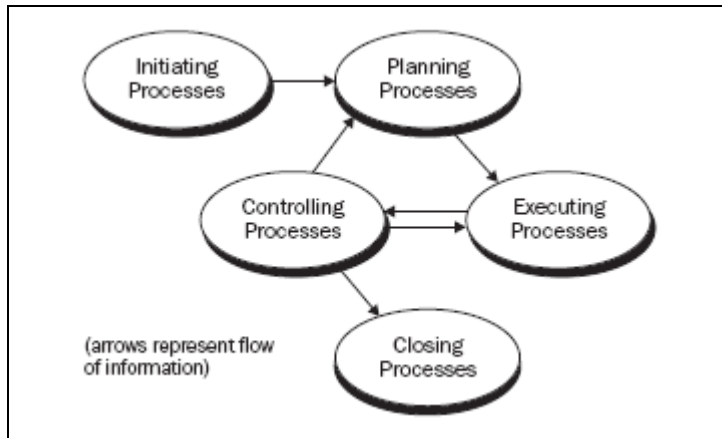 Initiating
Processes
Planning
Processes
Controlling
Processes
Executing
Processes
(arrows represent flow
of information)
Closing
Processes